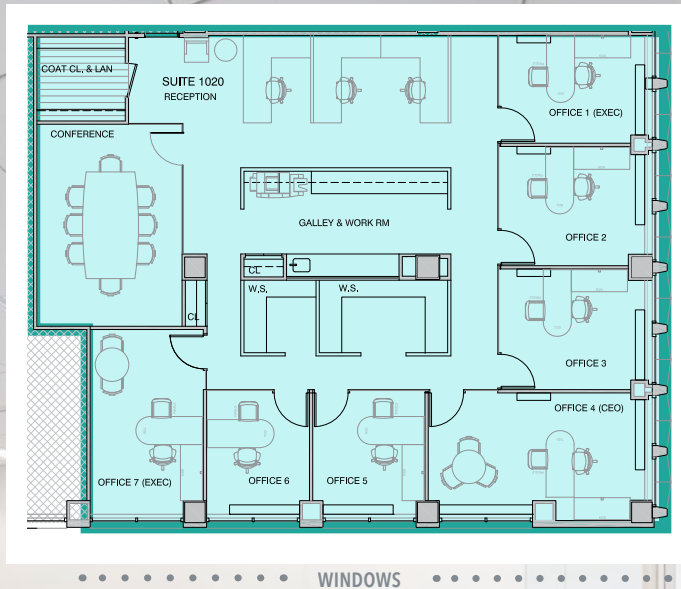 COAT CL, & LAN
SUITE 1020
RECEPTION
OFFICE 1 (EXEC)
CONFERENCE
OFFICE 2
GALLEY & WORK RM
CL
W.S.
W.S.
CL
OFFICE 3
OFFICE 4 (CEO)
OFFICE 7 (EXEC)
OFFICE 6
OFFICE 5
WINDOWS